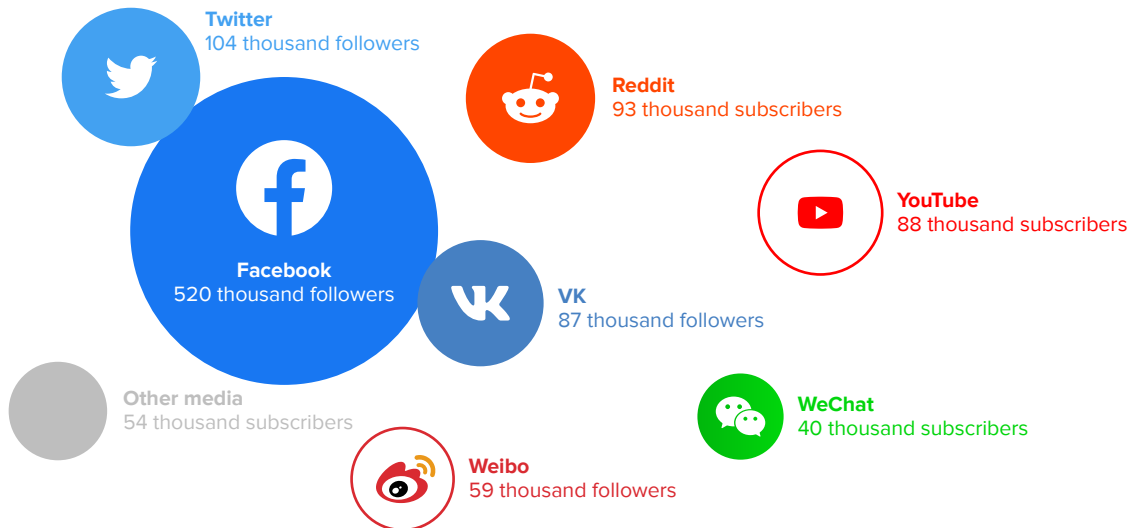 Twitter
104 thousand followers
Reddit
93 thousand subscribers
YouTube
88 thousand subscribers
Facebook
520 thousand followers
VK
87 thousand followers
Other media
54 thousand subscribers
WeChat
40 thousand subscribers
Weibo
59 thousand followers